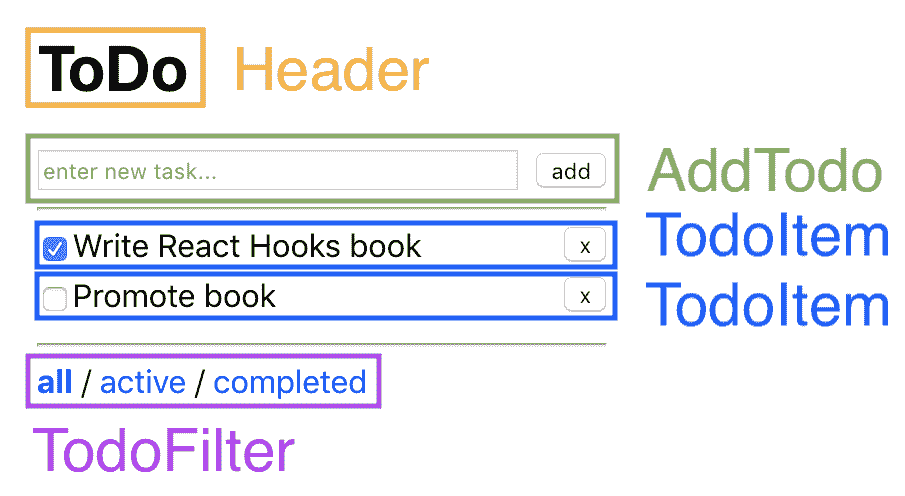 ToDo Header
enter new task... add AddTodo
Write React Hooks book x TodoItem
Promote book x TodoItem
all / active / completed
TodoFilter